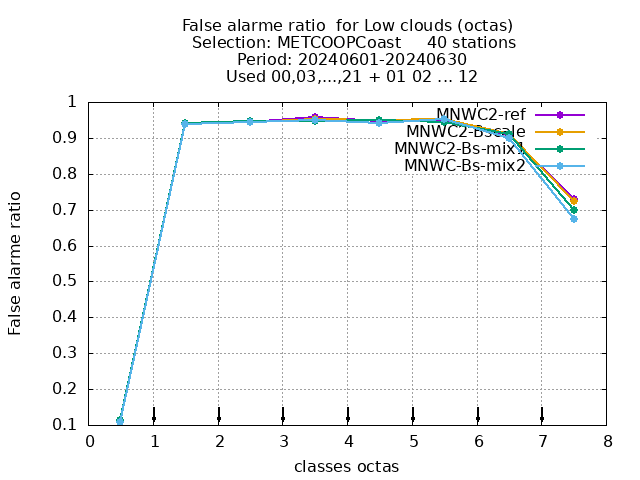 False alarme ratio  for Low clouds (octas)
Selection: METCOOPCoast     40 stations
Period: 20240601-20240630
Used 00,03,...,21 + 01 02 ... 12
MNWC2-ref
MNWC2-Bscale
MNWC2-Bs-mix1
MNWC-Bs-mix2
False alarme ratio
1
0.9
0.8
0.7
0.6
0.5
0.4
0.3
0.2
0.1
0 1 2 3 4 5 6 7 8
classes octas